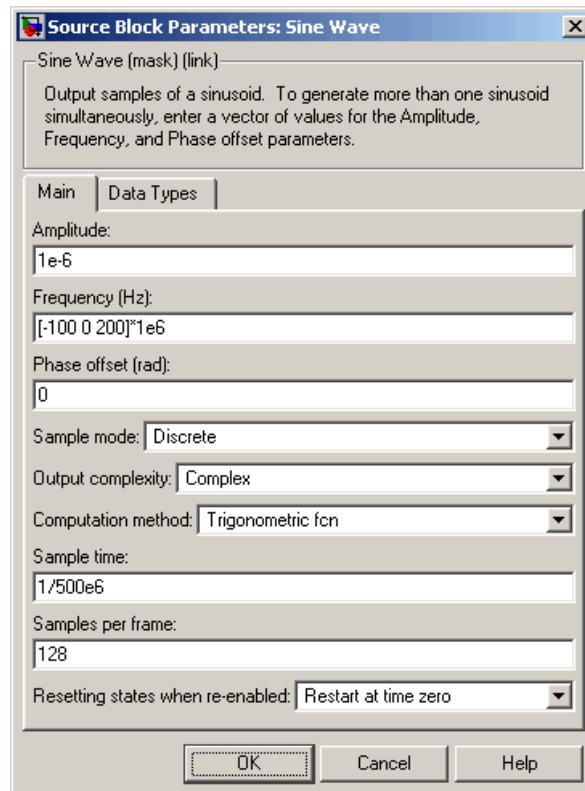 Source Block Parameters: Sine Wave
Sine Wave (mask) (link)
Output samples of a sinusoid. To generate more than one sinusoid
simultaneously, enter a vector of values for the Amplitude,
Frequency, and Phase offset parameters.
Main Data Types
Amplitude:
1e-6
Frequency (Hz):
[-100 0 200]*1e6
Phase offset (rad):
0
Sample mode: Discrete
Output complexity: Complex
Computation method: Trigonometric fcn
Sample time:
1/500e6
Samples per frame:
128
Resetting states when re-enabled: Restart at time zero
OK Cancel Help